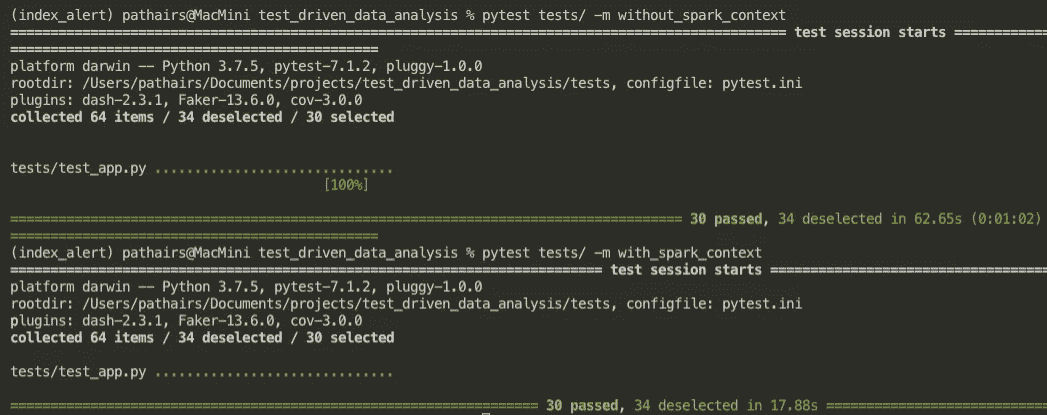 (index_alert) pathairs@MacMini test_driven_data_analysis % pytest tests/ -m without_spark_context
================================================================================================= test session starts ============
==============================================
platform darwin -- Python 3.7.5, pytest-7.1.2, pluggy-1.0.0
rootdir: /Users/pathairs/Documents/projects/test_driven_data_analysis/tests, configfile: pytest.ini
plugins: dash-2.3.1, Faker-13.6.0, cov-3.0.0
collected 64 items / 34 deselected / 30 selected
tests/test_app.py ..............................
[100%]
==================================================================================== 30 passed, 34 deselected in 62.65s (0:01:02)
==============================================
(index_alert) pathairs@MacMini test_driven_data_analysis % pytest tests/ -m with_spark_context
========================================================================== test session starts ===================================
platform darwin -- Python 3.7.5, pytest-7.1.2, pluggy-1.0.0
rootdir: /Users/pathairs/Documents/projects/test_driven_data_analysis/tests, configfile: pytest.ini
plugins: dash-2.3.1, Faker-13.6.0, cov-3.0.0
collected 64 items / 34 deselected / 30 selected
tests/test_app.py ..............................
================================================================== 30 passed, 34 deselected in 17.88s ============================